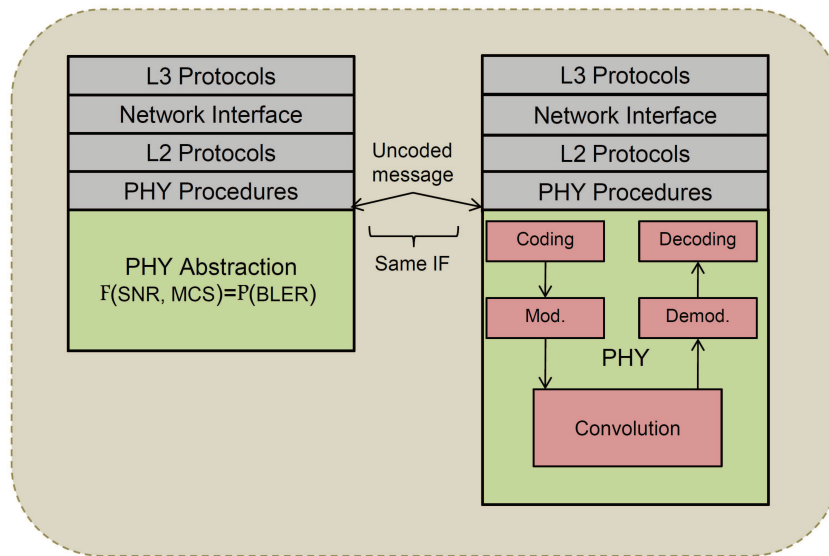 L3 Protocols
Network Interface
L2 Protocols
PHY Procedures
PHY Abstraction
F(SNR, MCS)=P(BLER)
Uncoded
message
Same IF
L3 Protocols
Network Interface
L2 Protocols
PHY Procedures
Coding
Decoding
Mod.
Demod.
PHY
Convolution